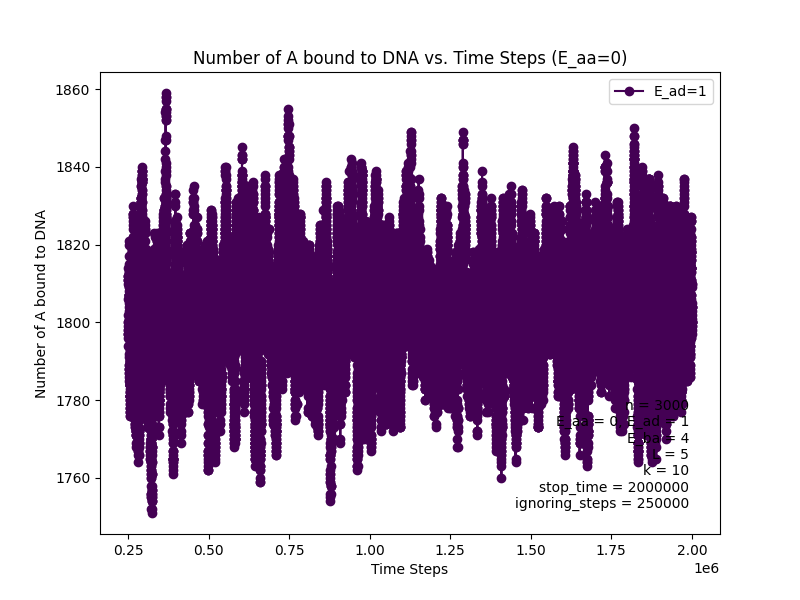 Number of A bound to DNA vs. Time Steps (E_aa=0)
E_ad=1
1860
1840
1820
1800
1780
1760
Number of A bound to DNA
n = 3000
E_aa = 0, E_ad = 1
E_ba = 4
L = 5
k = 10
stop_time = 2000000
ignoring_steps = 250000
0.25 0.50 0.75 1.00 1.25 1.50 1.75 2.00
1e6
Time Steps